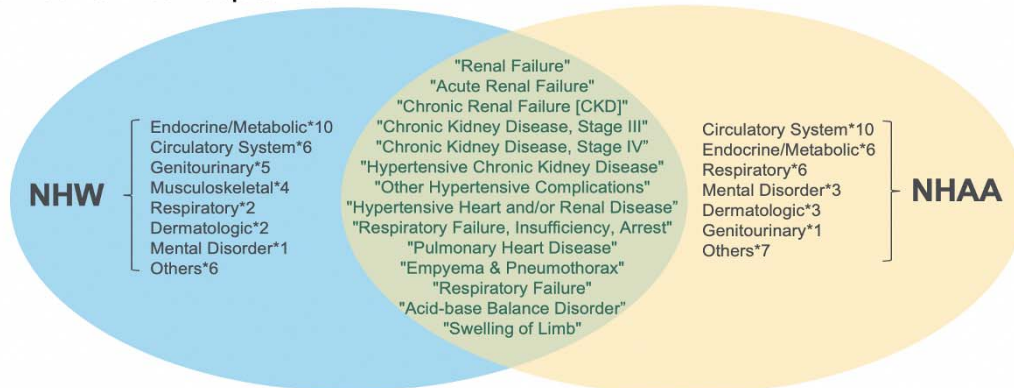 NHW
Endocrine/Metabolic*10
Circulatory System*6
Genitourinary*5
Musculoskeletal*4
Respiratory*2
Dermatologic*2
Mental Disorder*1
Others*6
"Renal Failure"
"Acute Renal Failure"
"Chronic Renal Failure [CKD]"
"Chronic Kidney Disease, Stage III"
"Chronic Kidney Disease, Stage IV"
"Hypertensive Chronic Kidney Disease"
"Other Hypertensive Complications"
"Hypertensive Heart and/or Renal Disease"
"Respiratory Failure, Insufficiency, Arrest"
"Pulmonary Heart Disease"
"Empyema & Pneumothorax"
"Respiratory Failure"
"Acid-base Balance Disorder"
"Swelling of Limb"
Circulatory System*10
Endocrine/Metabolic*6
Respiratory*6
Mental Disorder*3
Dermatologic*3
Genitourinary*1
Others*7
NHAA